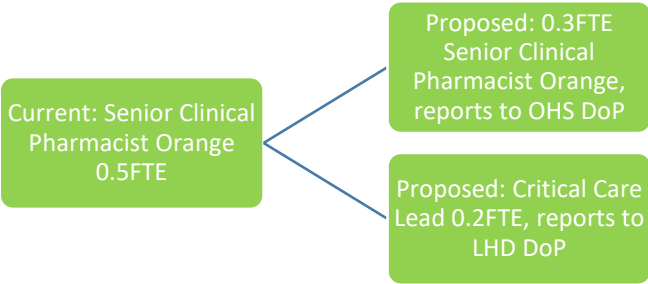 Current: Senior Clinical
Pharmacist Orange
0.5FTE
Proposed: 0.3FTE
Senior Clinical
Pharmacist Orange,
reports to OHS DoP
Proposed: Critical Care
Lead 0.2FTE, reports to
LHD DoP